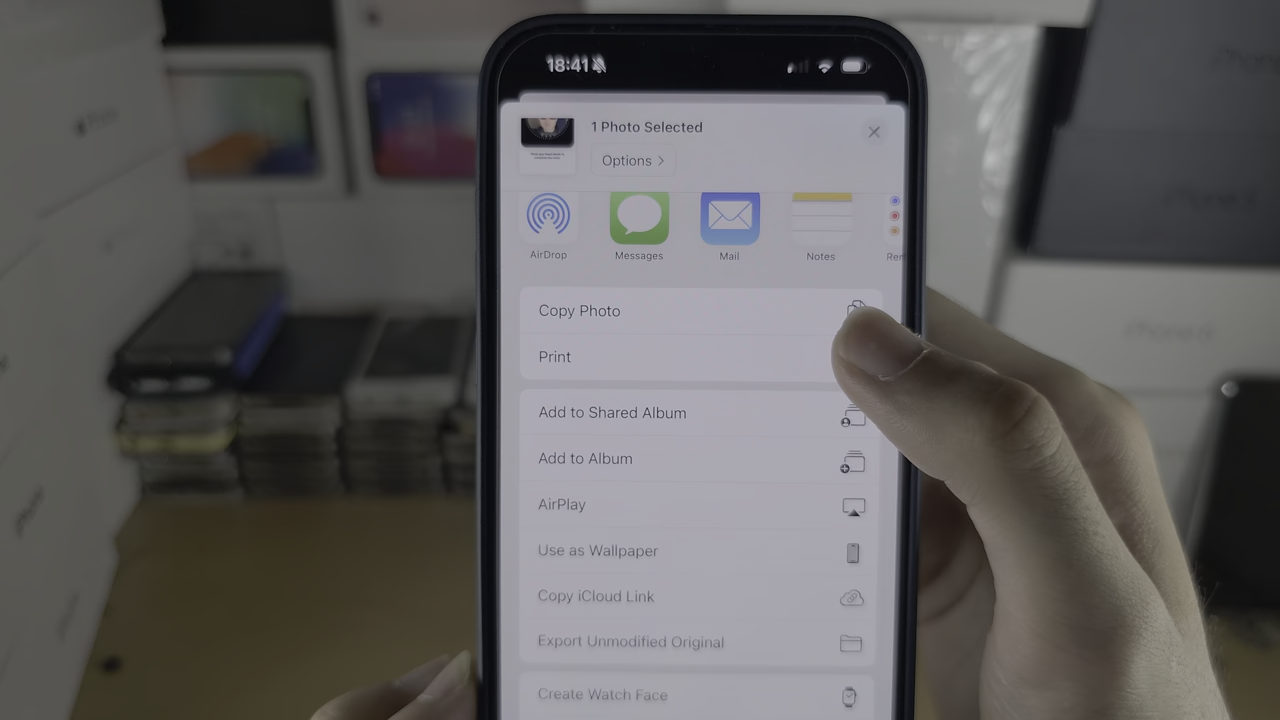 18:41
1 Photo Selected
Options
AirDrop
Messages
Mail
Notes
Copy Photo
Print
Add to Shared Album
Add to Album
AirPlay
Use as Wallpaper
Copy iCloud Link
Export Unmodified Original
Create Watch Face
iPhone